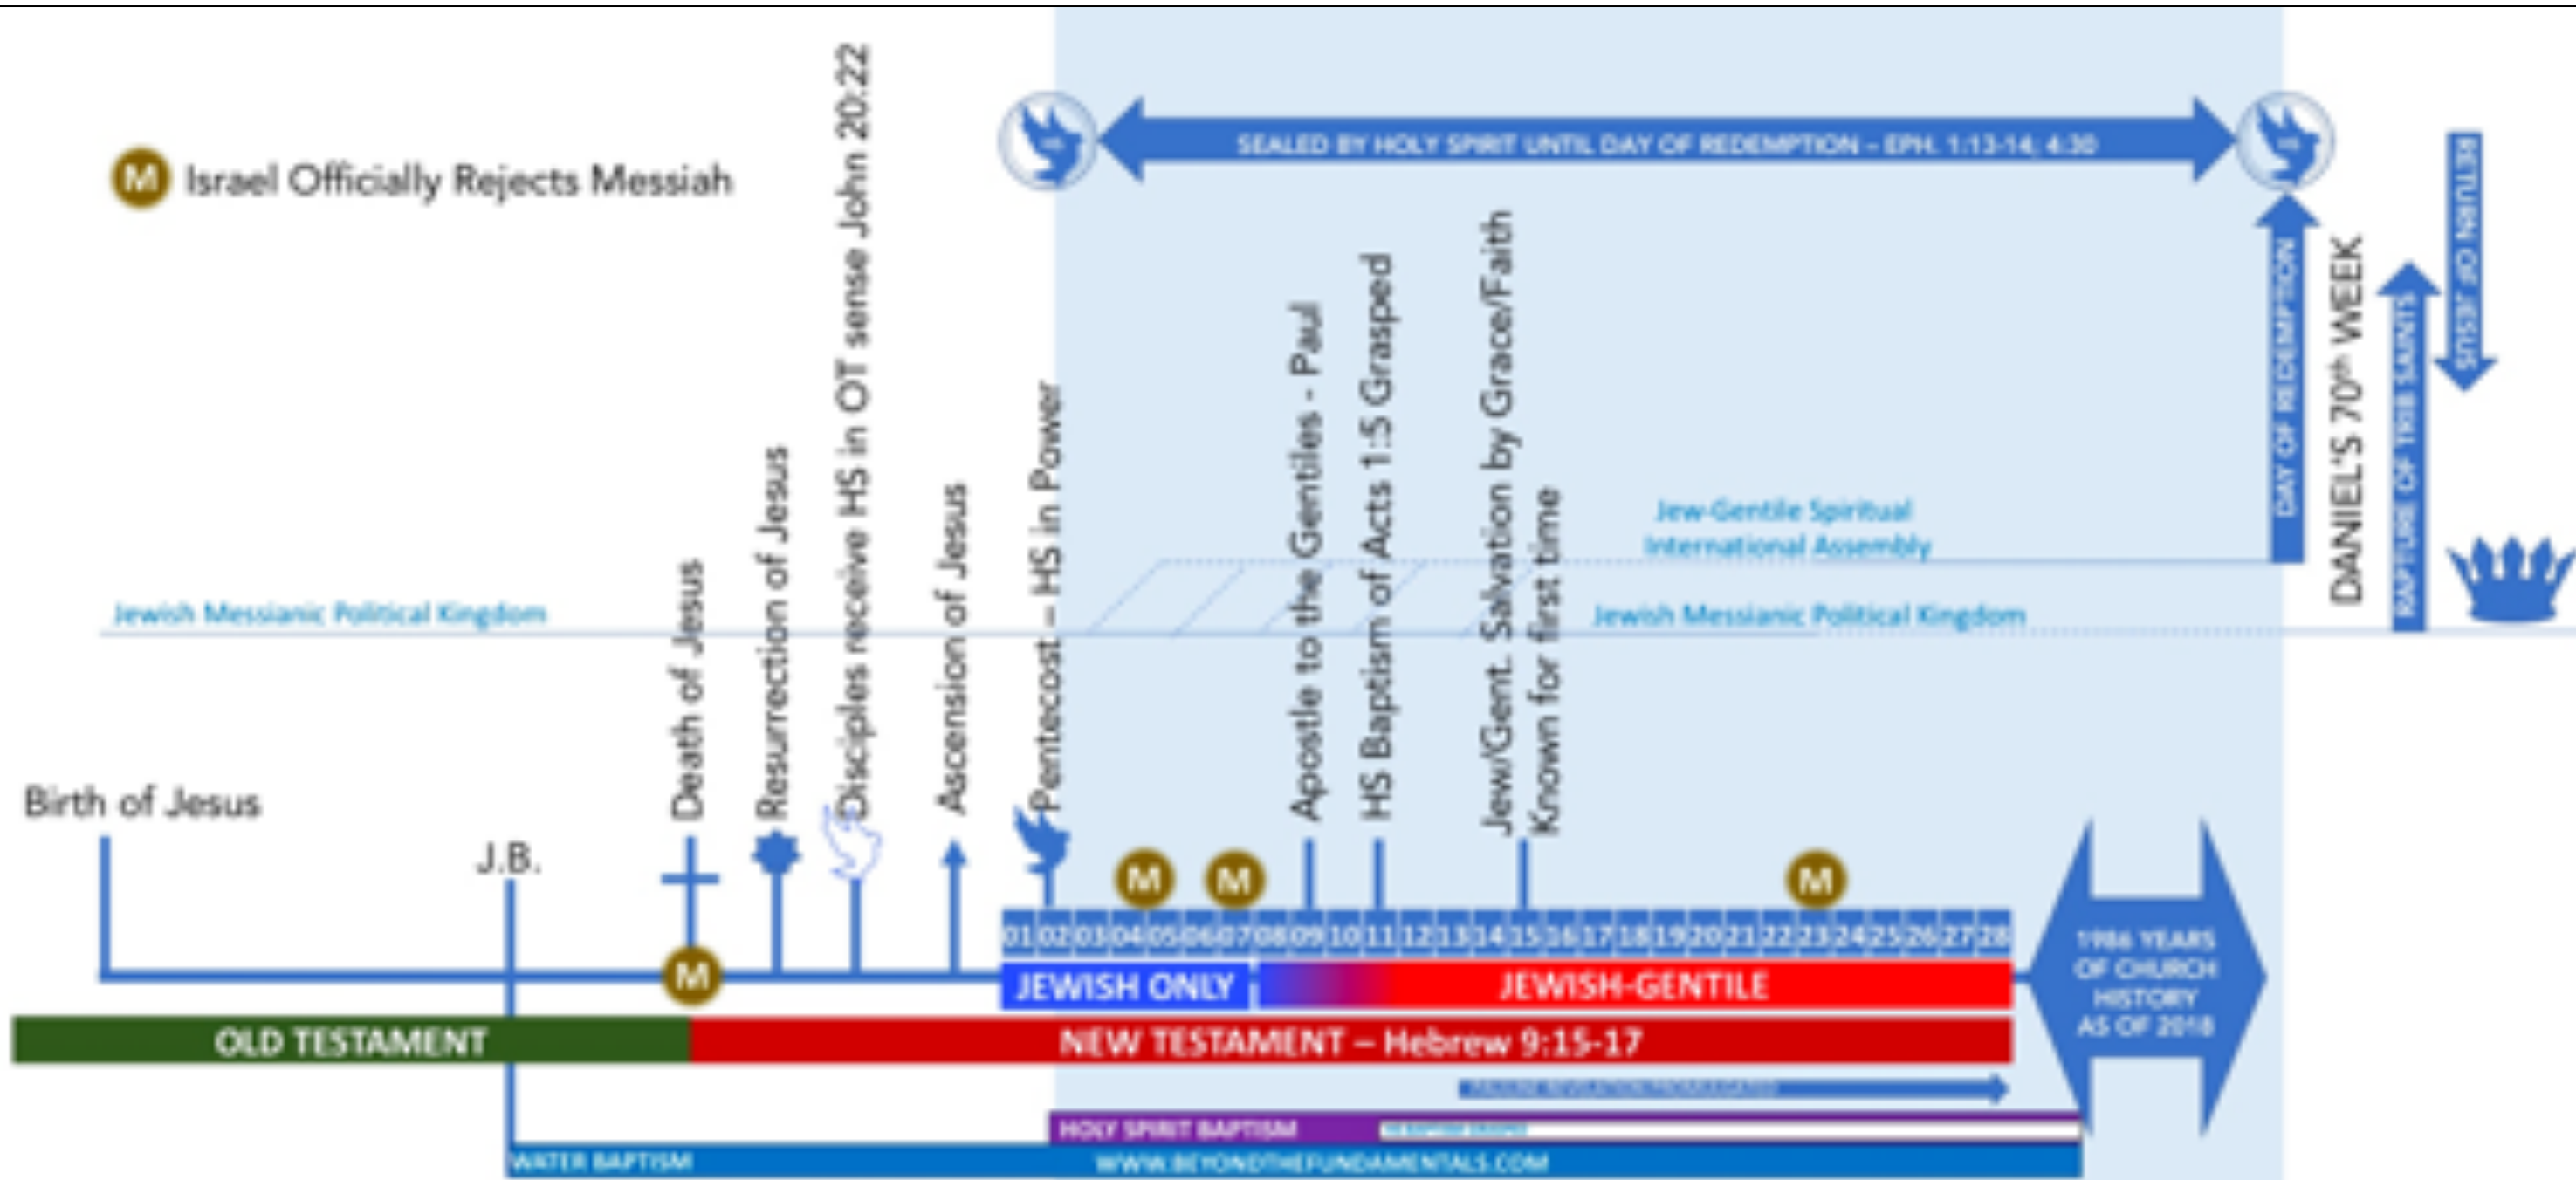 M Israel Officially Rejects Messiah
SEALED BY HOLY SPIRIT UNTIL DAY OF REDEMPTION – EPH. 1:13-14; 4:30
Birth of Jesus
J.B.
Death of Jesus
Resurrection of Jesus
Disciples receive HS in OT sense John 20:22
Ascension of Jesus
Pentecost – HS in Power
Apostle to the Gentiles - Paul
HS Baptism of Acts 1:5 Grasped
Jew/Gent. Salvation by Grace/Faith
Known for first time
DAY OF REDEMPTION
DANIEL'S 70th WEEK
RAPTURE OF TRIB SAINTS
RETURN OF JESUS
Jew-Gentile Spiritual
International Assembly
Jewish Messianic Political Kingdom
Jewish Messianic Political Kingdom
M
M
M
M
01 02 03 04 05 06 07 08 09 10 11 12 13 14 15 16 17 18 19 20 21 22 23 24 25 26 27 28
JEWISH ONLY
JEWISH-GENTILE
1986 YEARS
OF CHURCH
HISTORY
AS OF 2018
OLD TESTAMENT
NEW TESTAMENT – Hebrew 9:15-17
PAULINE REVELATION PROMULGATED
HOLY SPIRIT BAPTISM
WATER BAPTISM
WWW.BEYONDTHEFUNDAMENTALS.COM